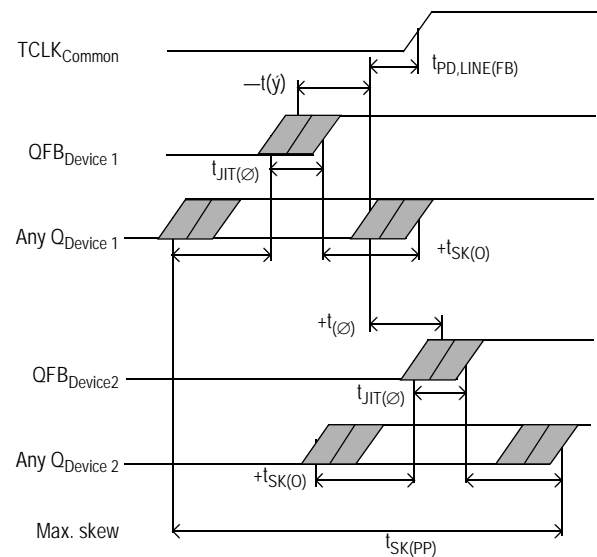 TCLKCommon
tPD,LINE(FB)
—t(ý)
QFBDevice 1
tJIT(∅)
Any QDevice 1
+tSK(O)
+t(∅)
QFBDevice2
tJIT(∅)
Any QDevice 2
+tSK(O)
Max. skew
tSK(PP)